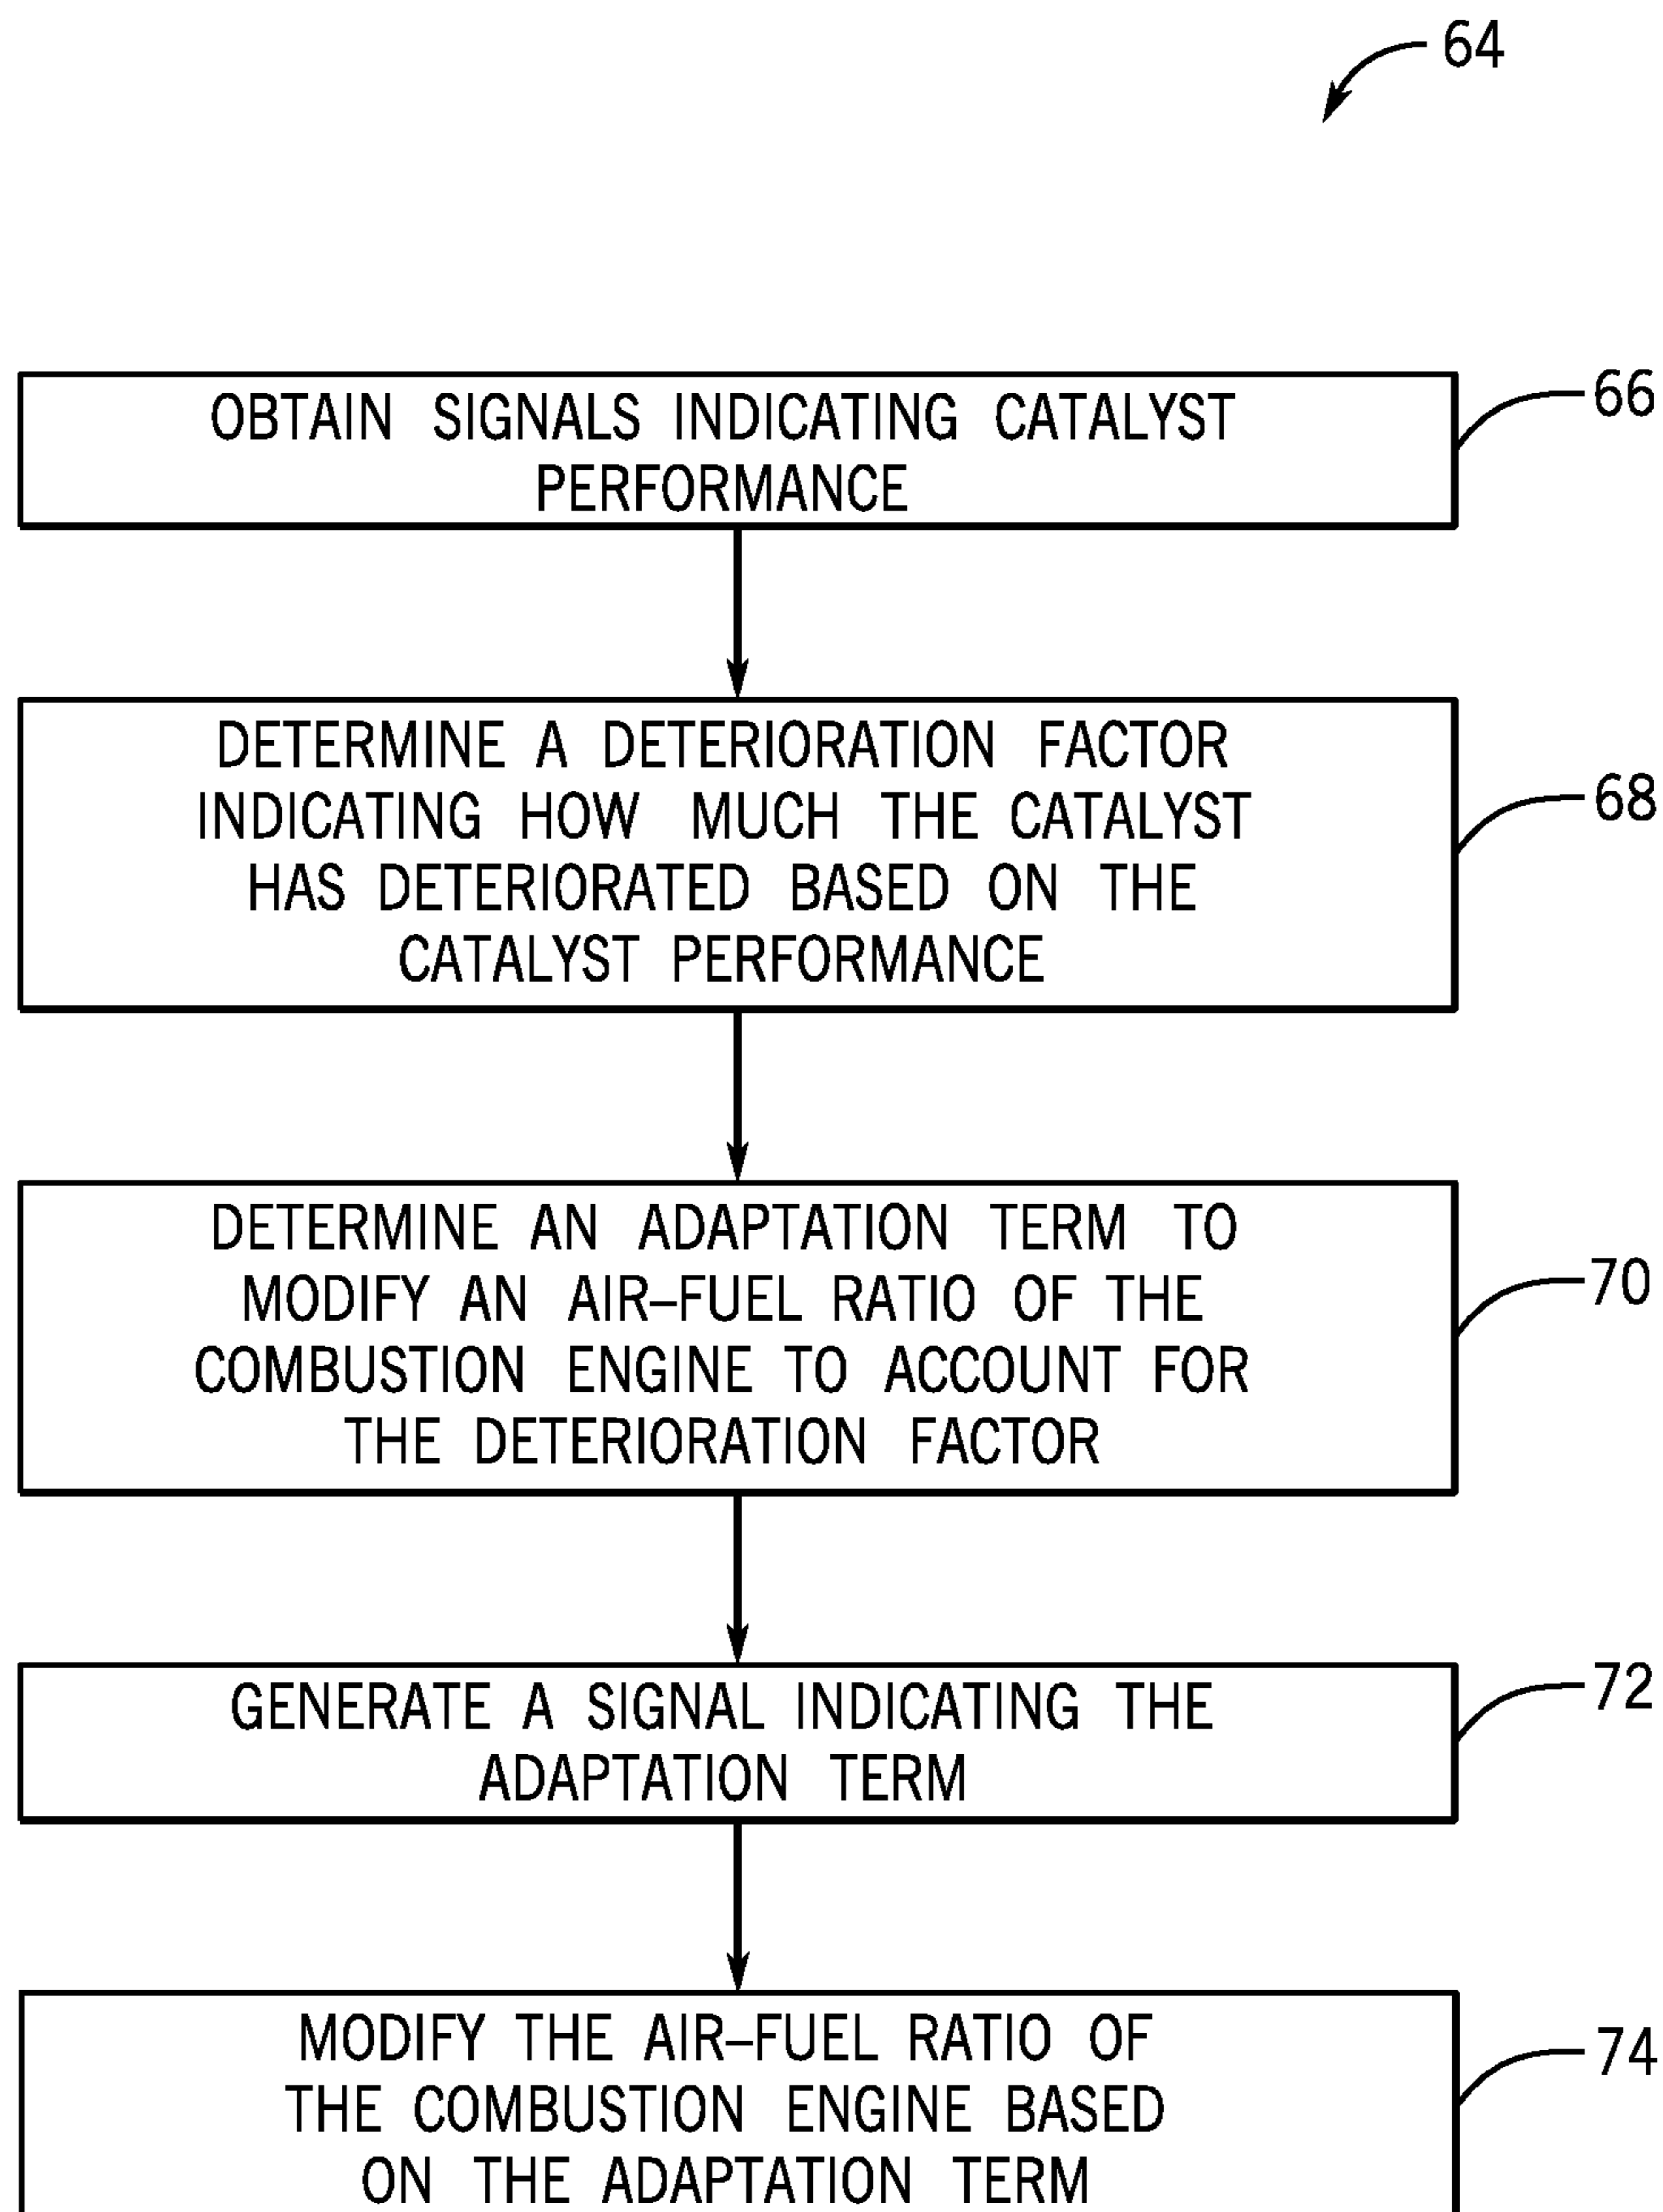 64
OBTAIN SIGNALS INDICATING CATALYST
PERFORMANCE
66
DETERMINE A DETERIORATION FACTOR
INDICATING HOW MUCH THE CATALYST
HAS DETERIORATED BASED ON THE
CATALYST PERFORMANCE
68
DETERMINE AN ADAPTATION TERM TO
MODIFY AN AIR–FUEL RATIO OF THE
COMBUSTION ENGINE TO ACCOUNT FOR
THE DETERIORATION FACTOR
70
GENERATE A SIGNAL INDICATING THE
ADAPTATION TERM
72
MODIFY THE AIR–FUEL RATIO OF
THE COMBUSTION ENGINE BASED
ON THE ADAPTATION TERM
74